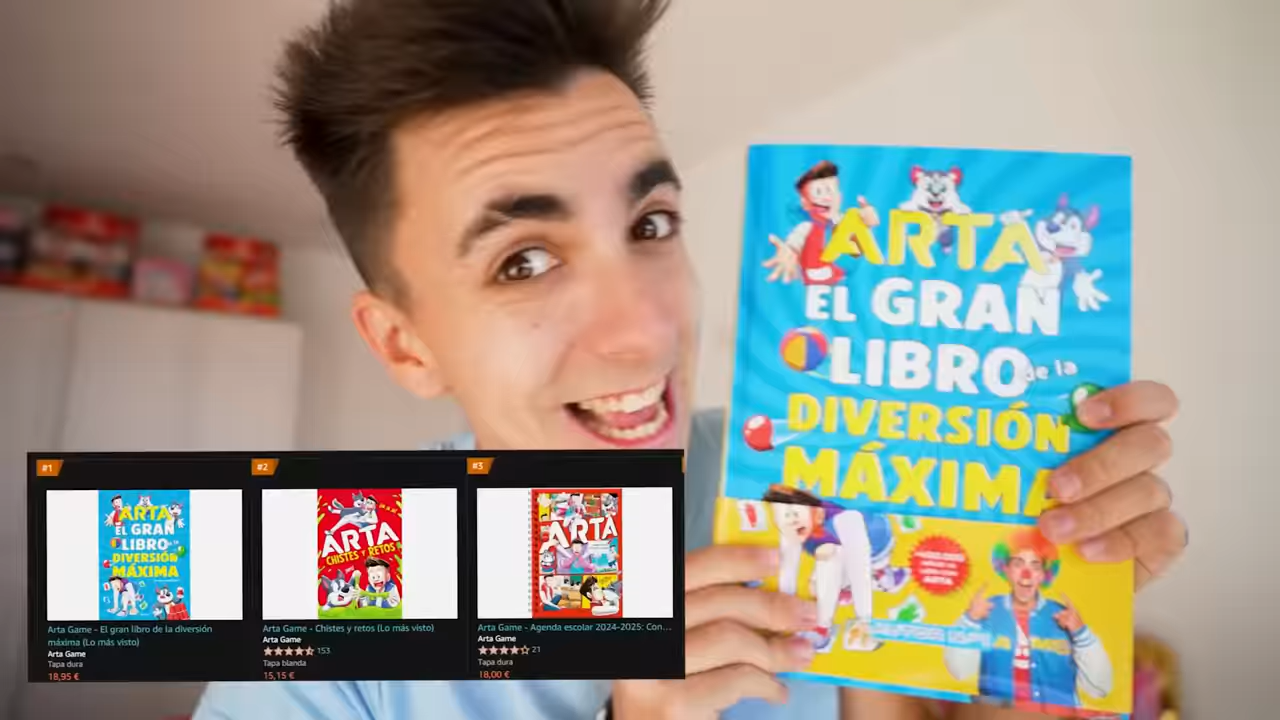 ARTA
EL GRAN
LIBRO de la
DIVERSIÓN
MÁXIMA
#1
#2
#3
ARTA
EL GRAN
LIBRO de la
DIVERSIÓN
MÁXIMA
ARTA
CHISTES y RETOS
ARTA
Arta Game - El gran libro de la diversión
máxima (Lo más visto)
Arta Game
Tapa dura
18,95 €
Arta Game - Chistes y retos (Lo más visto)
Arta Game
153
Tapa blanda
15,15 €
Arta Game - Agenda escolar 2024-2025: Con...
Arta Game
21
Tapa dura
18,00 €